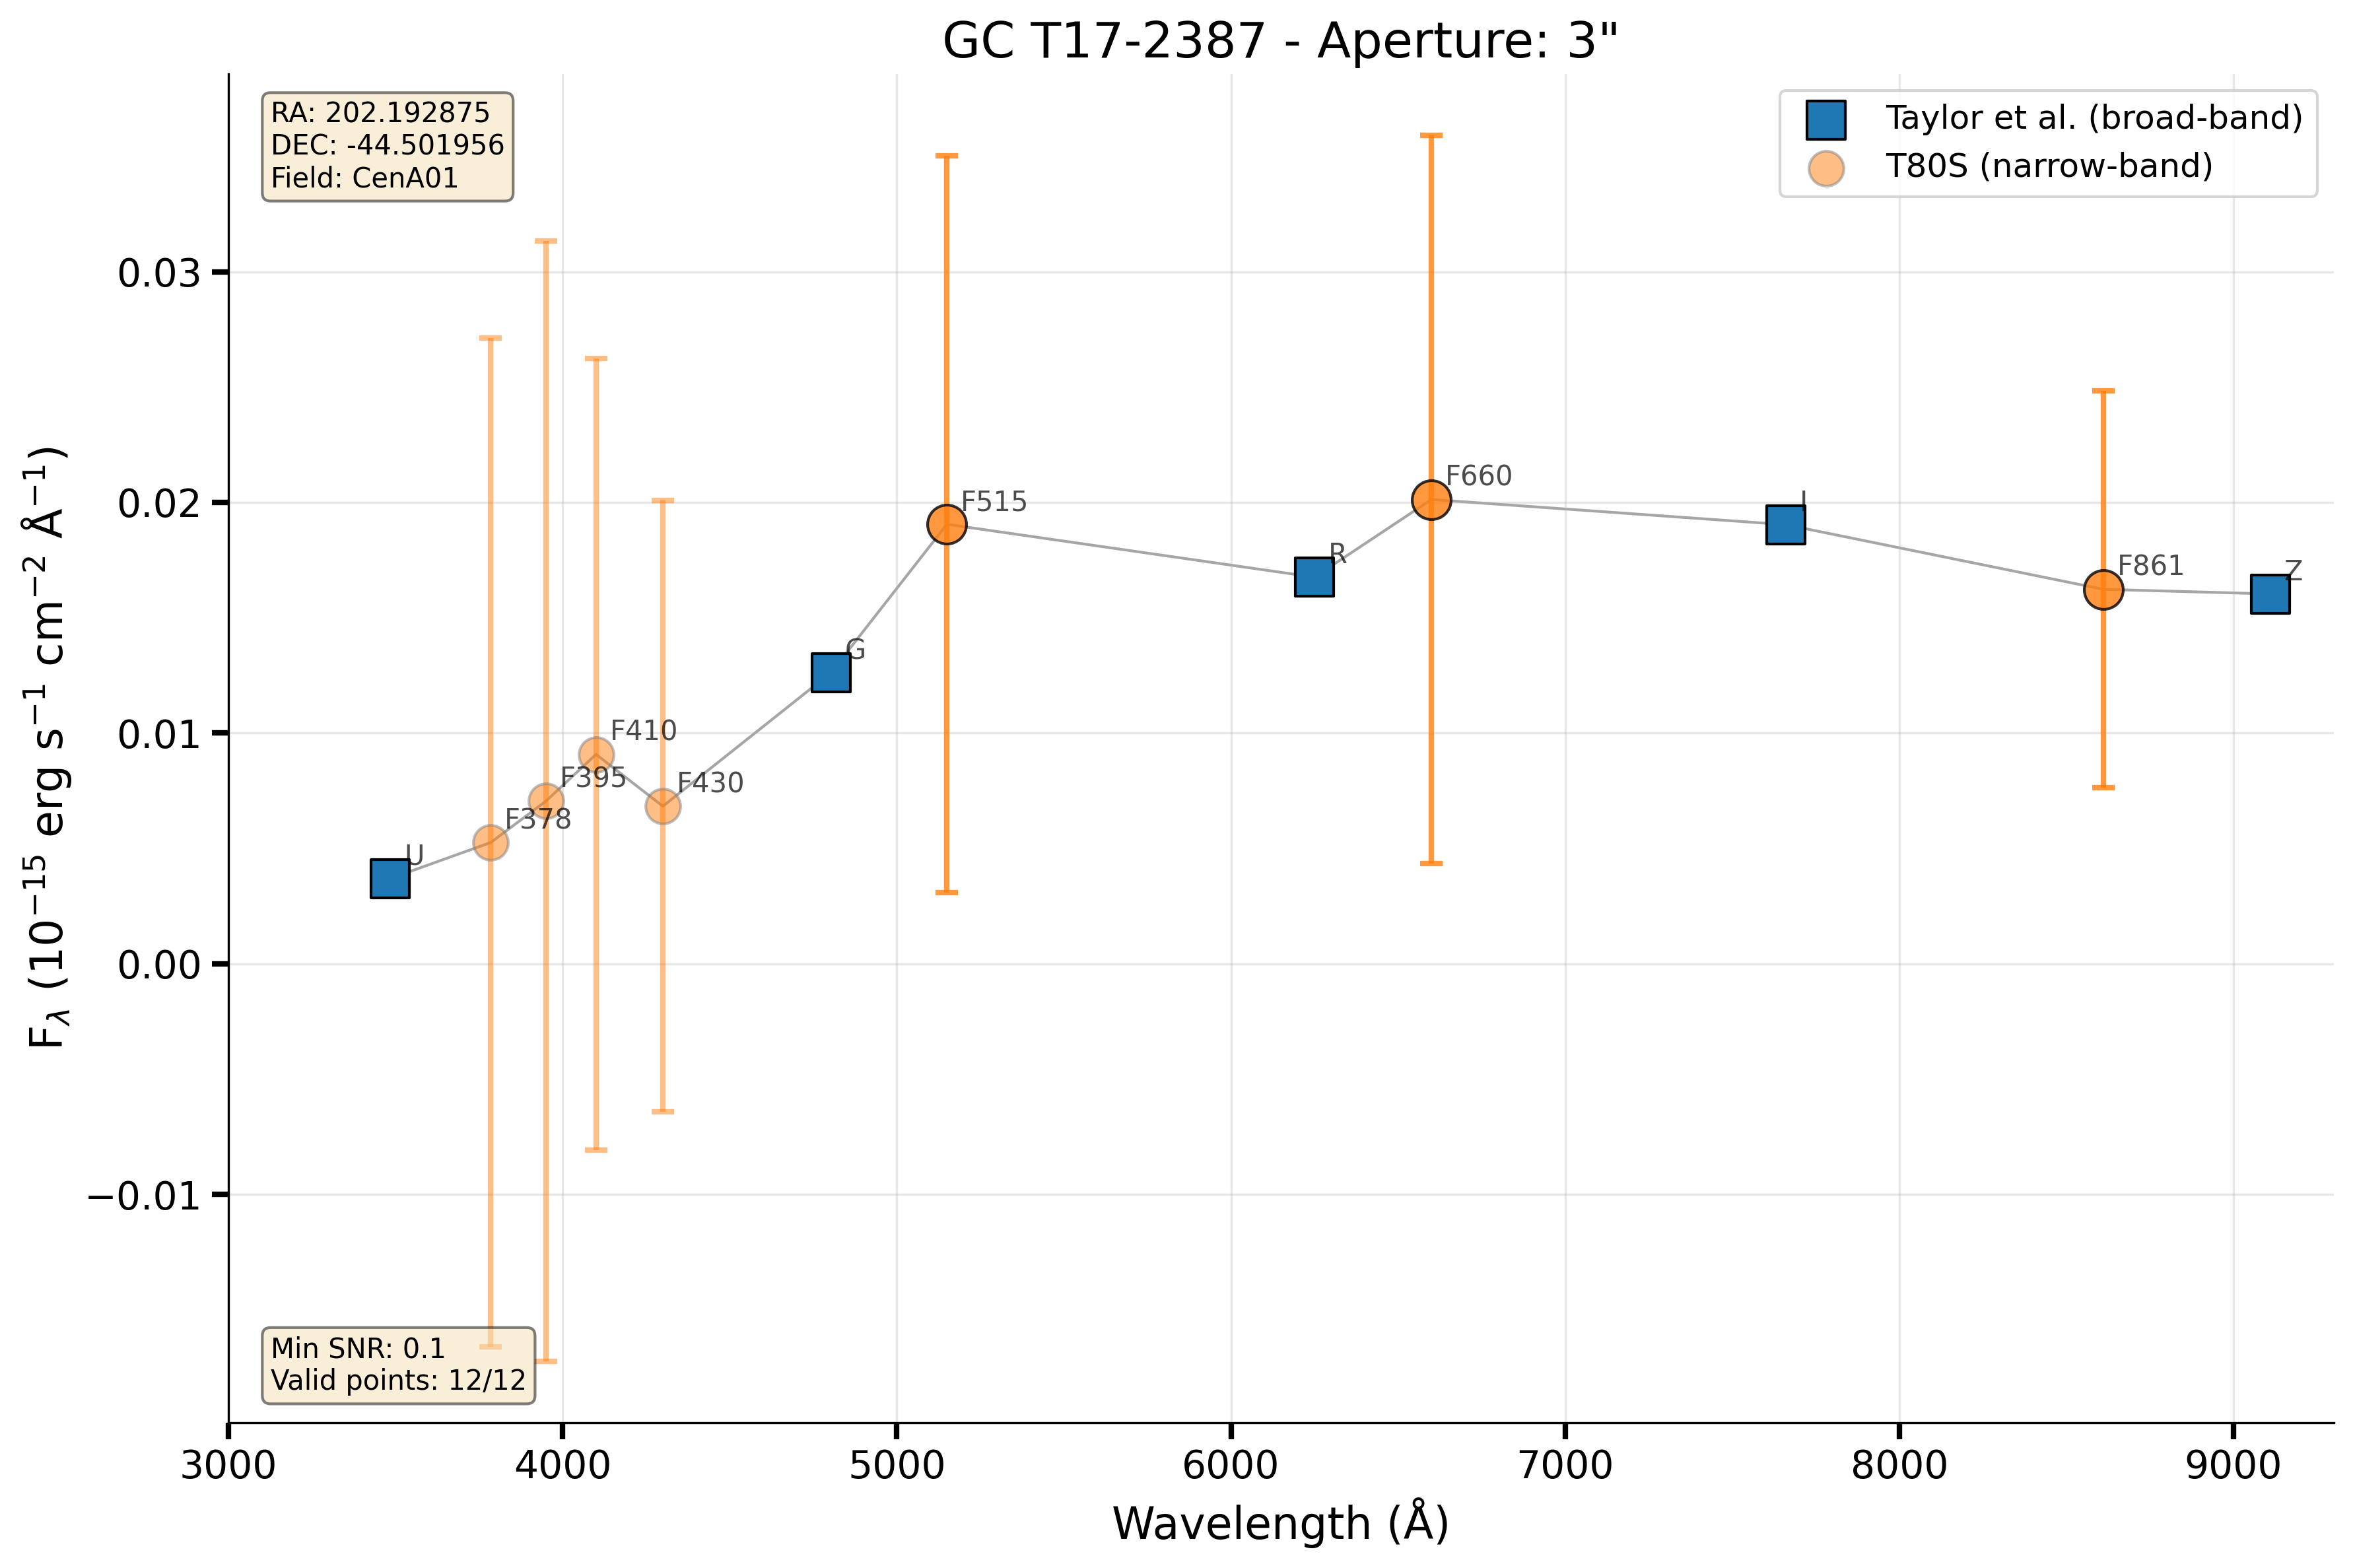 GC T17-2387 - Aperture: 3"
RA: 202.192875
DEC: -44.501956
Field: CenA01
Taylor et al. (broad-band)
T80S (narrow-band)
F660
F515
I
R
F861
Z
G
F410
F395
F430
F378
U
0.03
0.02
0.01
0.00
−0.01
F_λ (10⁻¹⁵ erg s⁻¹ cm⁻² Å⁻¹)
Min SNR: 0.1
Valid points: 12/12
3000 4000 5000 6000 7000 8000 9000
Wavelength (Å)